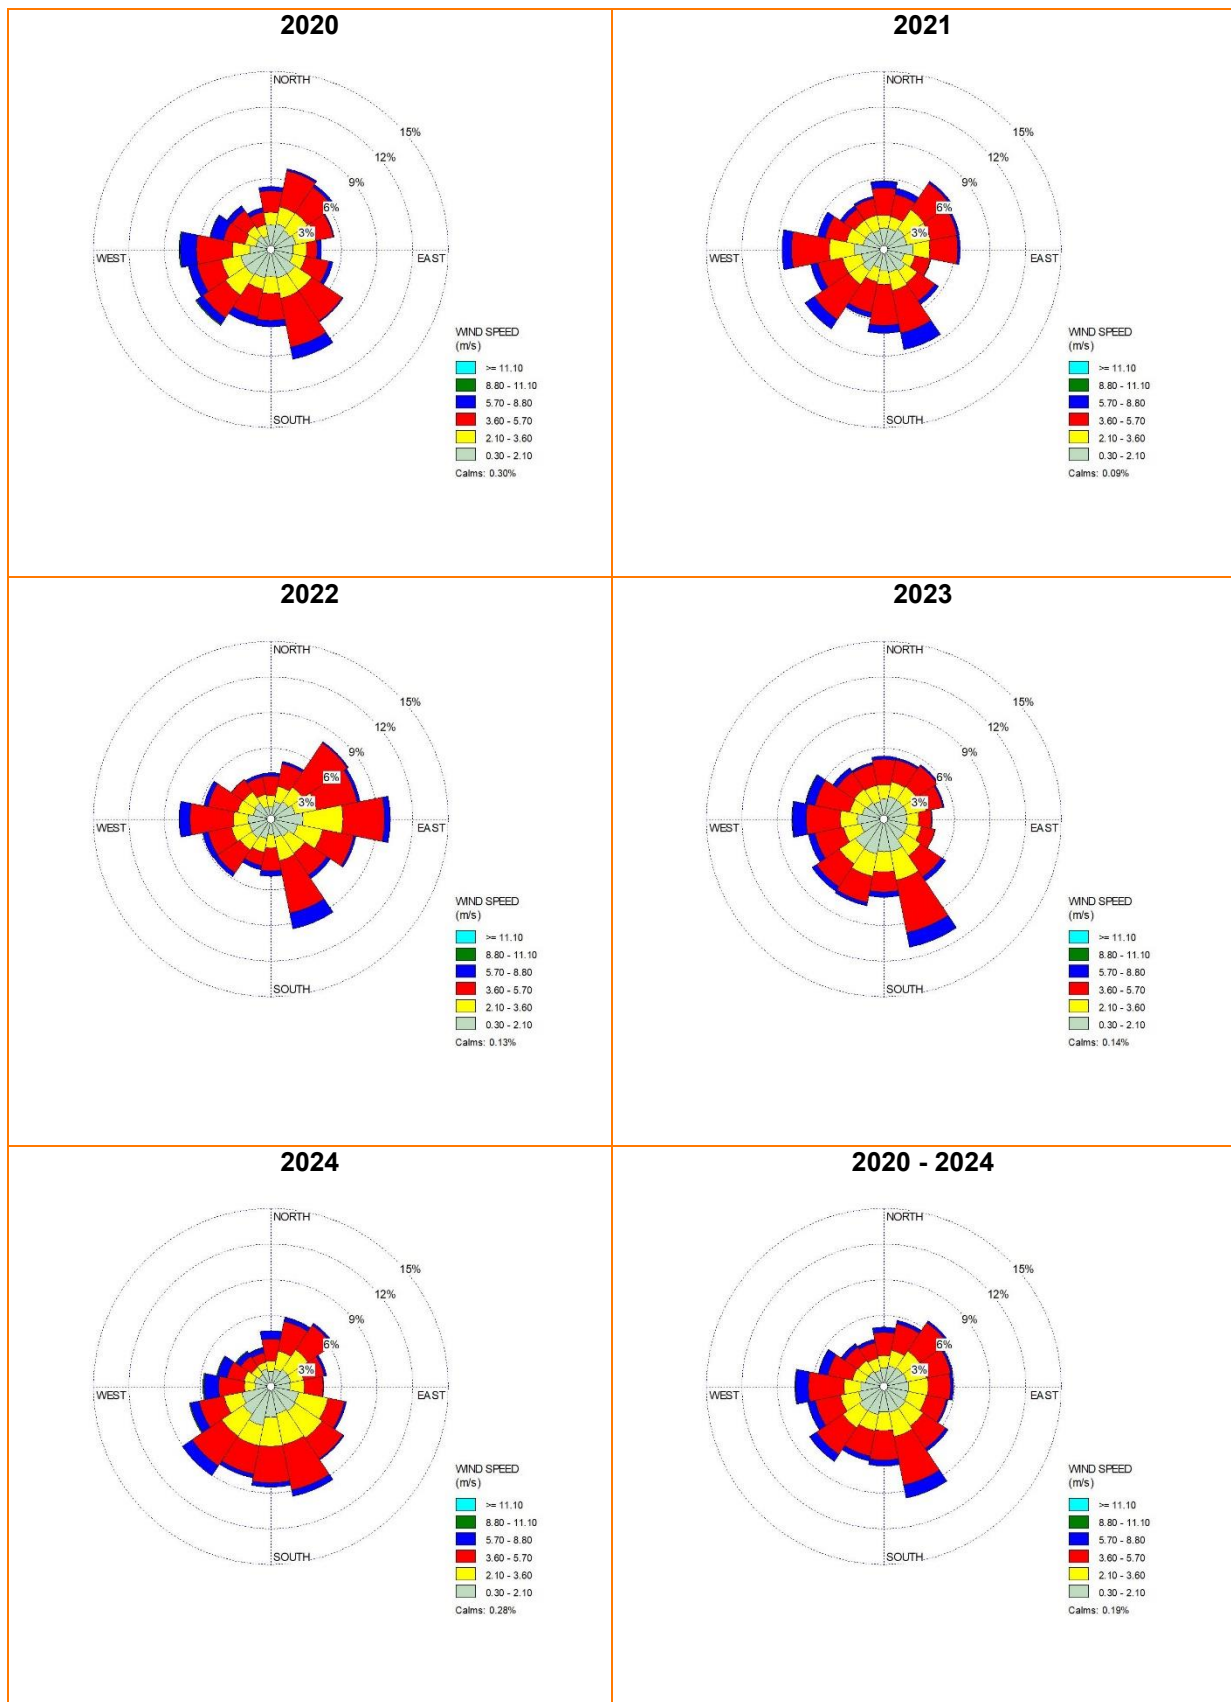 2020
NORTH
15%
12%
9%
6%
3%
WEST
EAST
SOUTH
WIND SPEED
(m/s)
>= 11.10
8.80 - 11.10
5.70 - 8.80
3.60 - 5.70
2.10 - 3.60
0.30 - 2.10
Calms: 0.30%
2021
NORTH
15%
12%
9%
6%
3%
WEST
EAST
SOUTH
WIND SPEED
(m/s)
>= 11.10
8.80 - 11.10
5.70 - 8.80
3.60 - 5.70
2.10 - 3.60
0.30 - 2.10
Calms: 0.09%
2022
NORTH
15%
12%
9%
6%
3%
WEST
EAST
SOUTH
WIND SPEED
(m/s)
>= 11.10
8.80 - 11.10
5.70 - 8.80
3.60 - 5.70
2.10 - 3.60
0.30 - 2.10
Calms: 0.13%
2023
NORTH
15%
12%
9%
6%
3%
WEST
EAST
SOUTH
WIND SPEED
(m/s)
>= 11.10
8.80 - 11.10
5.70 - 8.80
3.60 - 5.70
2.10 - 3.60
0.30 - 2.10
Calms: 0.14%
2024
NORTH
15%
12%
9%
6%
3%
WEST
EAST
SOUTH
WIND SPEED
(m/s)
>= 11.10
8.80 - 11.10
5.70 - 8.80
3.60 - 5.70
2.10 - 3.60
0.30 - 2.10
Calms: 0.28%
2020 - 2024
NORTH
15%
12%
9%
6%
3%
WEST
EAST
SOUTH
WIND SPEED
(m/s)
>= 11.10
8.80 - 11.10
5.70 - 8.80
3.60 - 5.70
2.10 - 3.60
0.30 - 2.10
Calms: 0.19%